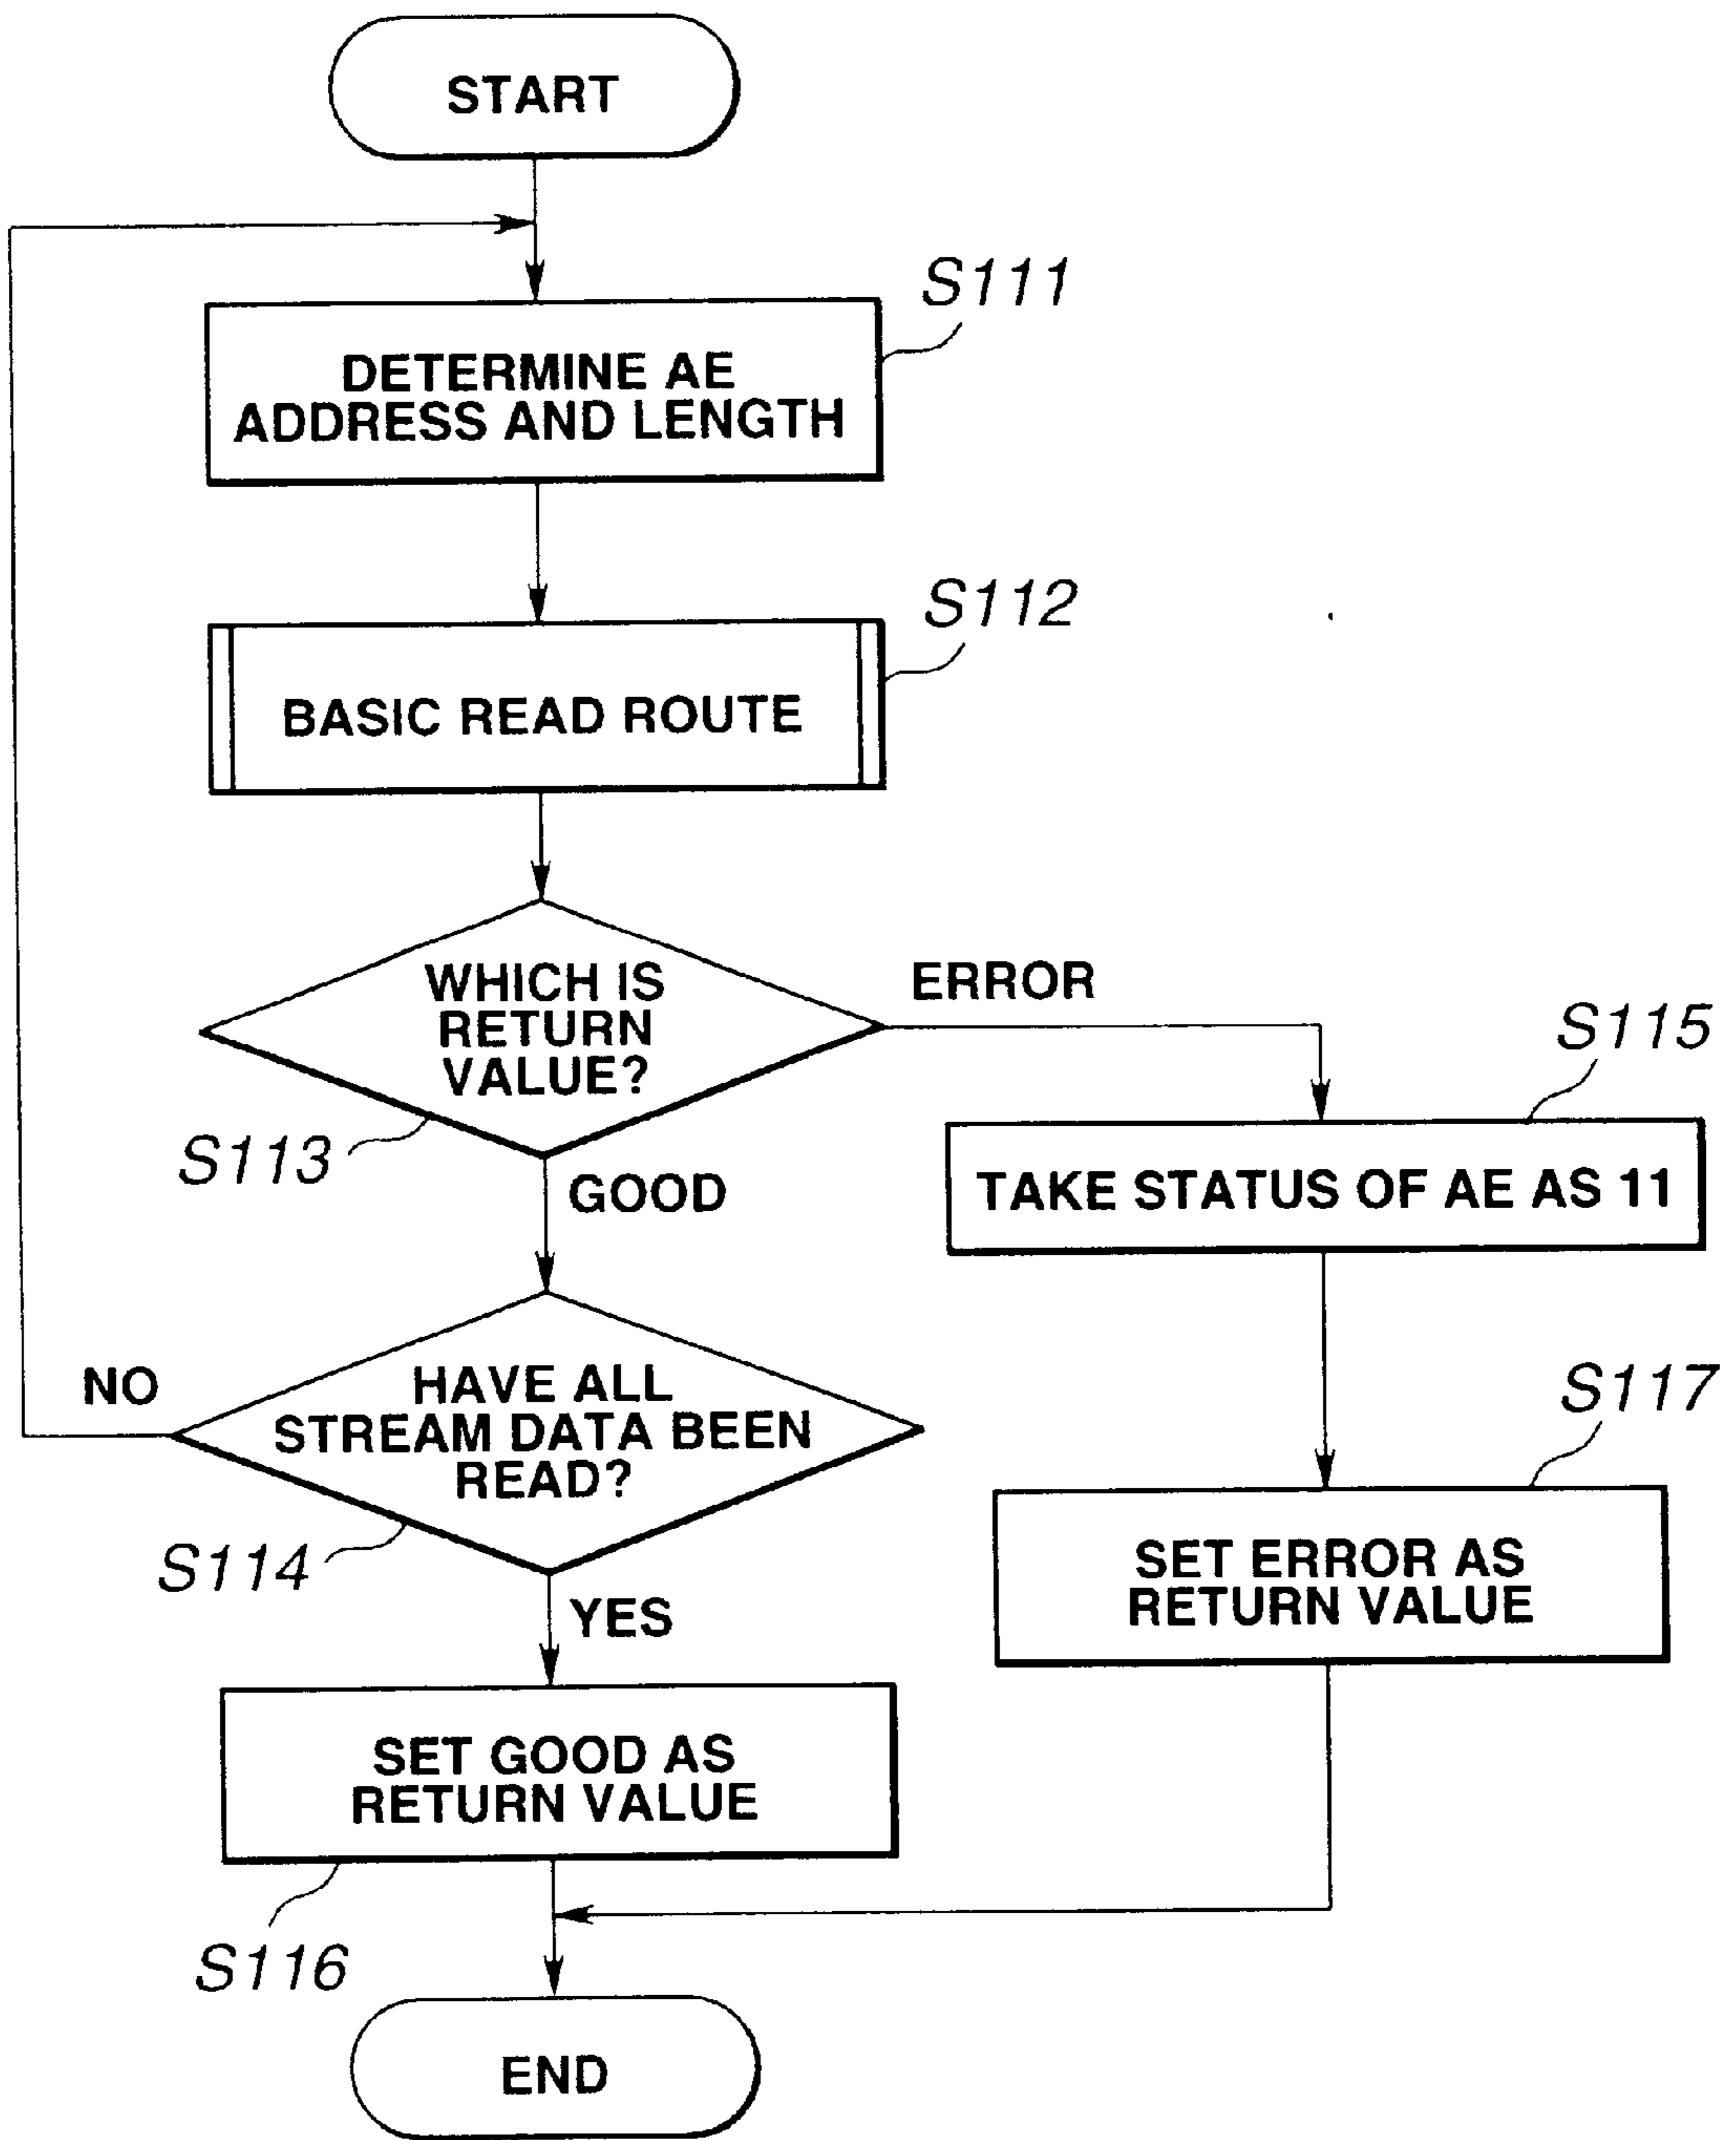 START
S111
DETERMINE AE
ADDRESS AND LENGTH
S112
BASIC READ ROUTE
WHICH IS
RETURN
VALUE?
ERROR
S113
GOOD
S115
TAKE STATUS OF AE AS 11
NO
HAVE ALL
STREAM DATA BEEN
READ?
S114
YES
S117
SET ERROR AS
RETURN VALUE
SET GOOD AS
RETURN VALUE
S116
END